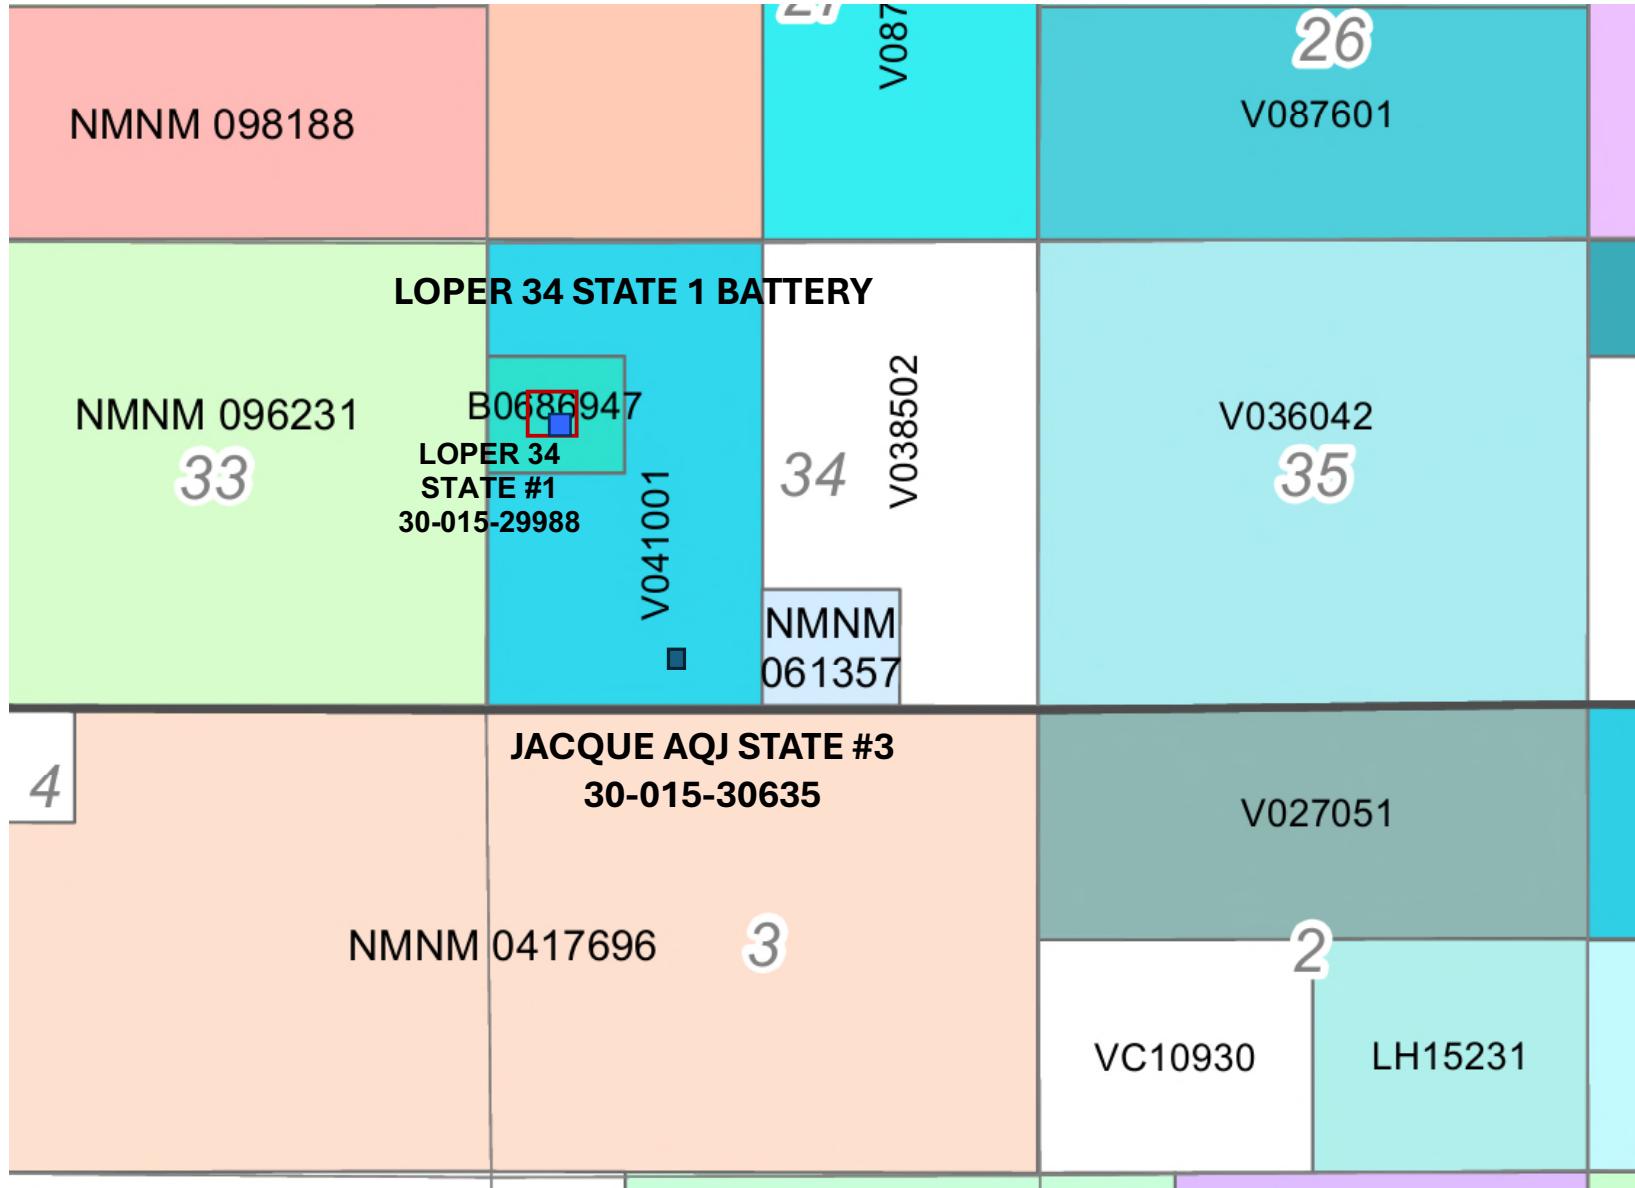 26
V087601
NMNM 098188
LOPER 34 STATE 1 BATTERY
NMNM 096231
33
B0686947
LOPER 34
STATE #1
30-015-29988
V041001
34
V038502
V036042
35
NMNM
061357
JACQUE AQJ STATE #3
30-015-30635
4
V027051
NMNM 0417696
3
2
VC10930
LH15231